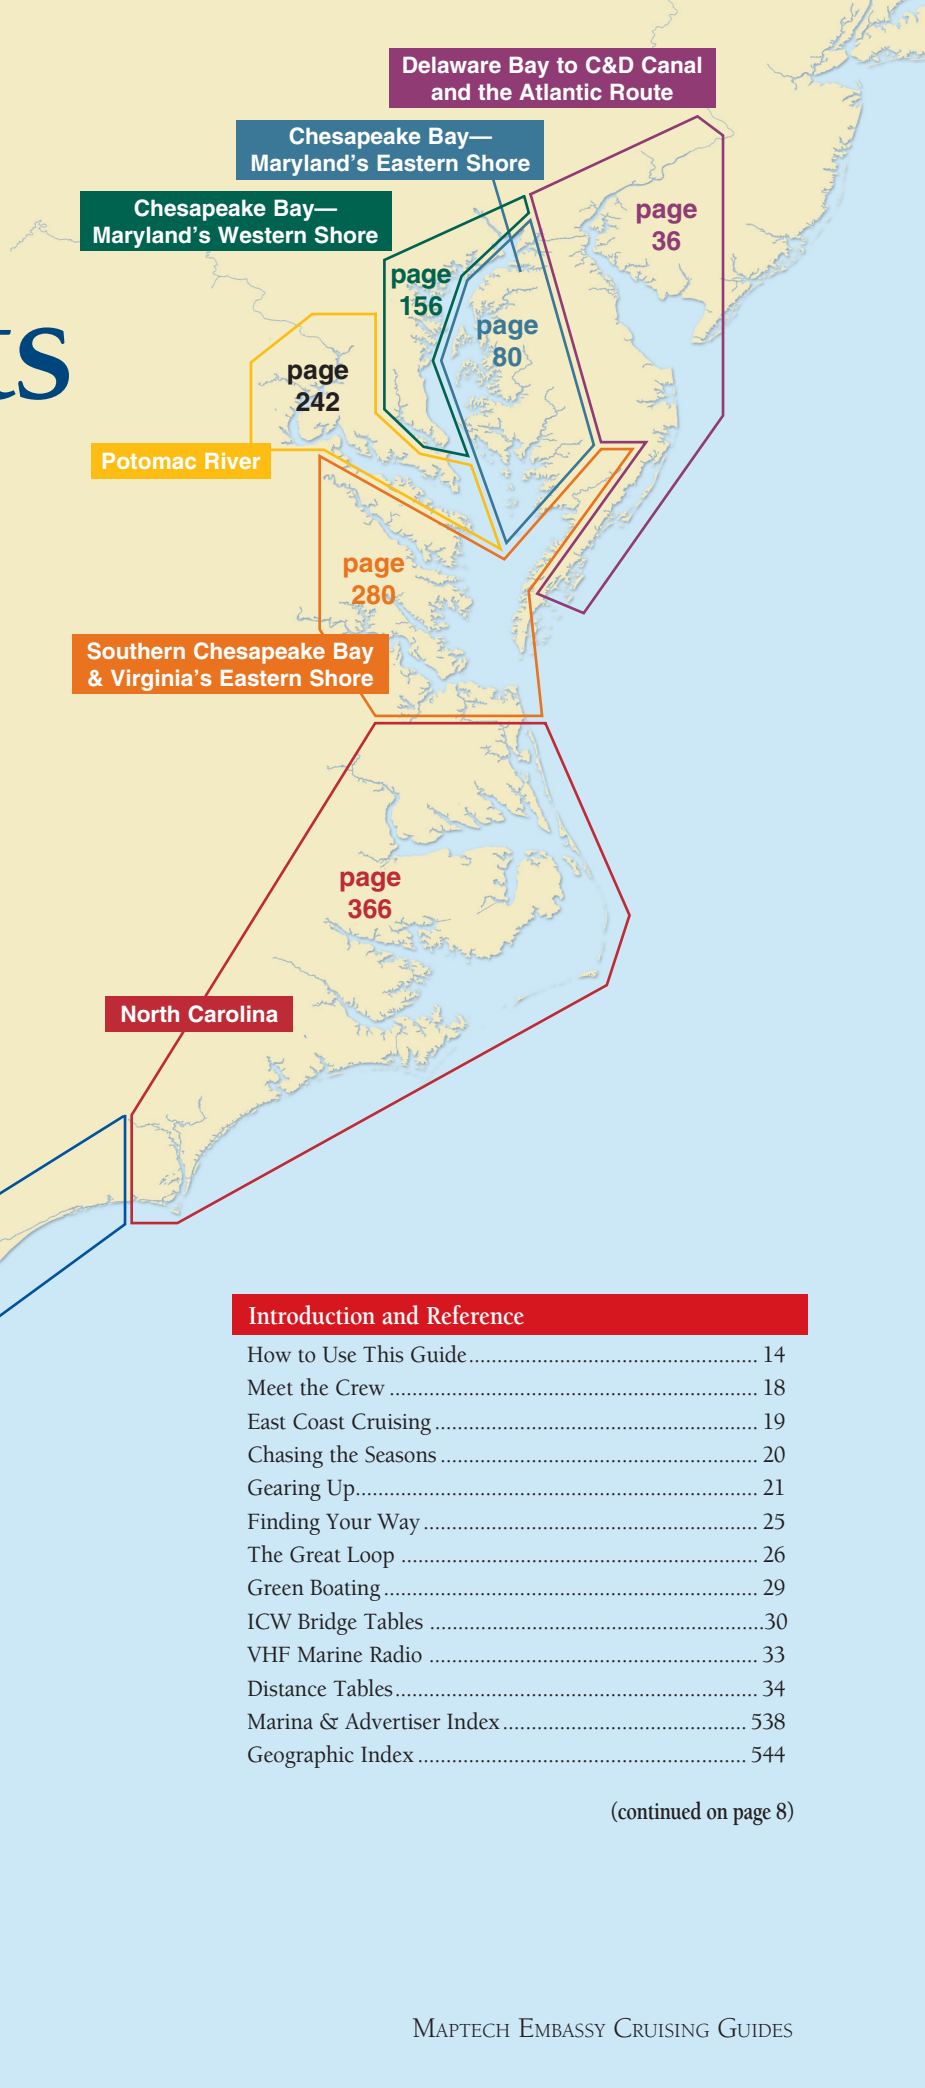 Delaware Bay to C&D Canal
and the Atlantic Route
Chesapeake Bay—
Maryland's Eastern Shore
Chesapeake Bay—
Maryland's Western Shore
page
36
page
156
page
80
ts
page
242
Potomac River
page
280
Southern Chesapeake Bay
& Virginia's Eastern Shore
page
366
North Carolina
Introduction and Reference
How to Use This Guide............................................................ 14
Meet the Crew ............................................................................ 18
East Coast Cruising ................................................................... 19
Chasing the Seasons .................................................................. 20
Gearing Up.................................................................................... 21
Finding Your Way ...................................................................... 25
The Great Loop .......................................................................... 26
Green Boating .............................................................................. 29
ICW Bridge Tables ......................................................................30
VHF Marine Radio .................................................................... 33
Distance Tables ........................................................................... 34
Marina & Advertiser Index ................................................... 538
Geographic Index .................................................................... 544
(continued on page 8)
Maptech Embassy Cruising Guides